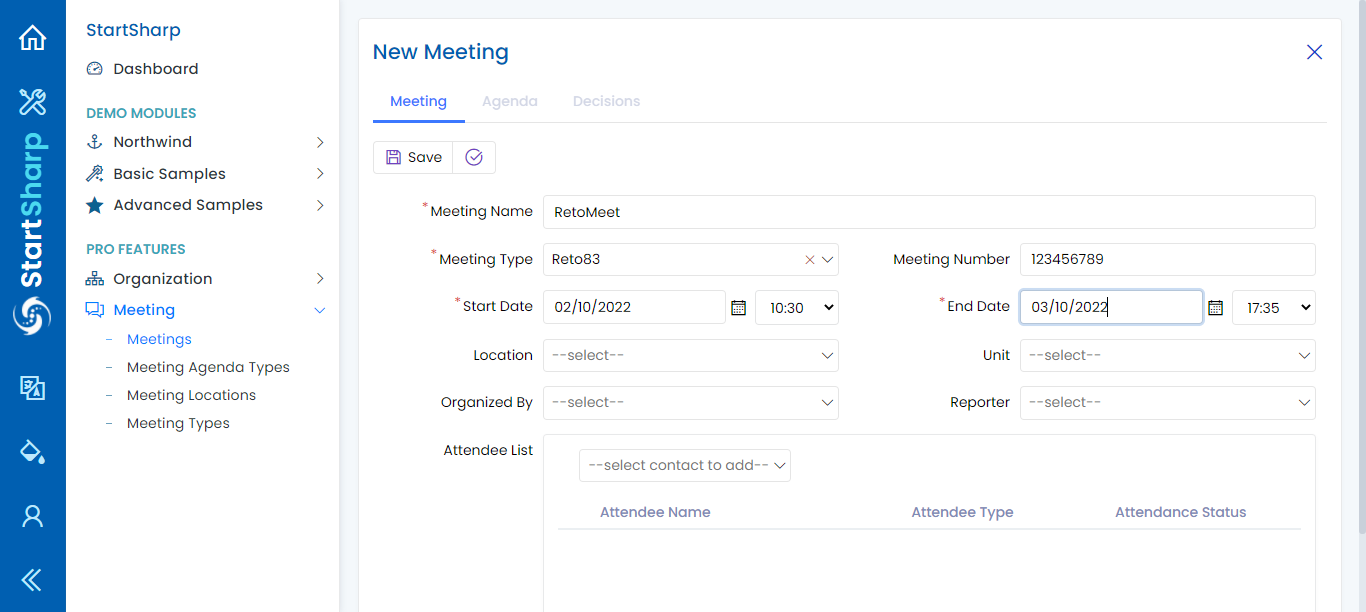 StartSharp
StartSharp
Dashboard
DEMO MODULES
Northwind
Basic Samples
Advanced Samples
PRO FEATURES
Organization
Meeting
Meetings
Meeting Agenda Types
Meeting Locations
Meeting Types
New Meeting
Meeting Agenda Decisions
Save
*Meeting Name RetoMeet
*Meeting Type Reto83 Meeting Number 123456789
*Start Date 02/10/2022 10:30 *End Date 03/10/2022 17:35
Location --select-- Unit --select--
Organized By --select-- Reporter --select--
Attendee List
--select contact to add--
Attendee Name Attendee Type Attendance Status